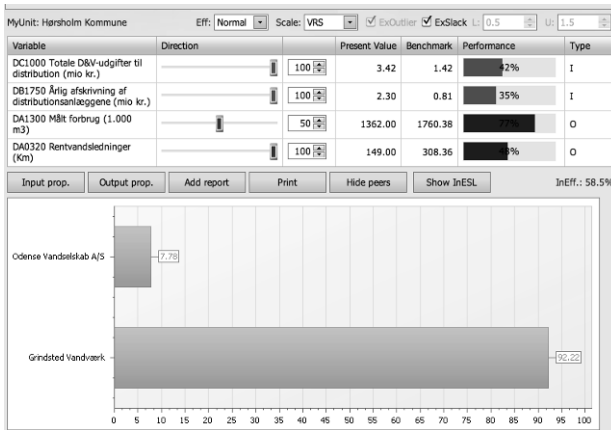 MyUnit: Hørsholm Kommune Eff: Normal Scale: VRS ExOutlier ExSlack L: 0.5 U: 1.5
Variable Direction Present Value Benchmark Performance Type
DC1000 Totale D&V-udgifter til
distribution (mio kr.) 100 3.42 1.42 42% I
DB1750 Årlig afskrivning af
distributionsanlæggene (mio kr.) 100 2.30 0.81 35% I
DA1300 Målt forbrug (1.000
m3) 50 1362.00 1760.38 77% O
DA0320 Rentvandsledninger
(Km) 100 149.00 308.36 48% O
Input prop. Output prop. Add report Print Hide peers Show InESL InEff.: 58.5%
Odense Vandselskab A/S 7.78
Grindsted Vandværk 92.22
0 5 10 15 20 25 30 35 40 45 50 55 60 65 70 75 80 85 90 95 100